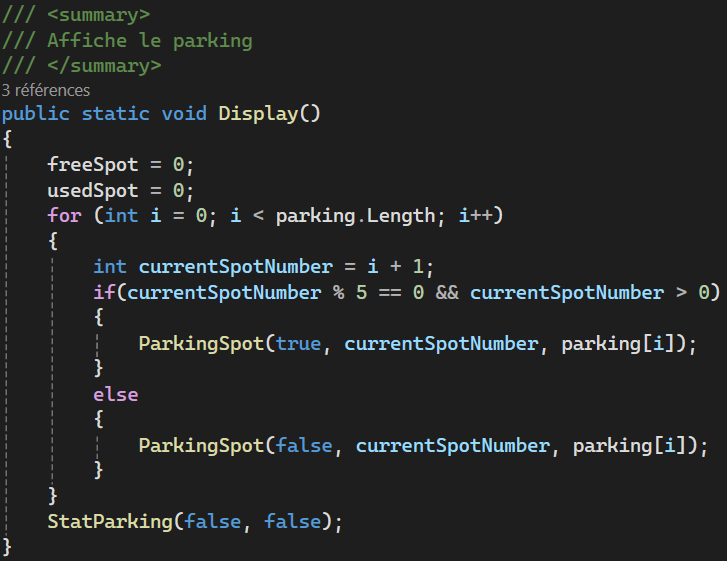 /// <summary>
/// Affiche le parking
/// </summary>
3 références
public static void Display()
{
    freeSpot = 0;
    usedSpot = 0;
    for (int i = 0; i < parking.Length; i++)
    {
        int currentSpotNumber = i + 1;
        if(currentSpotNumber % 5 == 0 && currentSpotNumber > 0)
        {
            ParkingSpot(true, currentSpotNumber, parking[i]);
        }
        else
        {
            ParkingSpot(false, currentSpotNumber, parking[i]);
        }
    }
    StatParking(false, false);
}